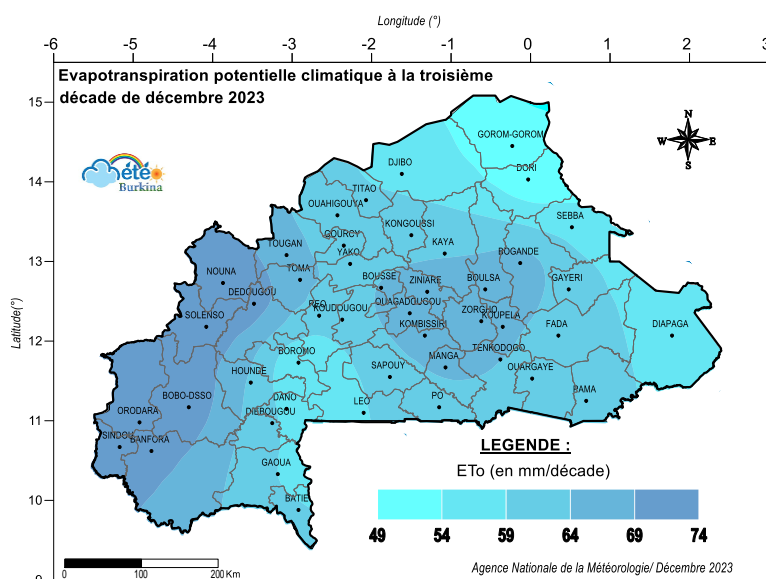 Longitude (°)
-6 -5 -4 -3 -2 -1 0 1 2 3
Evapotranspiration potentielle climatique à la troisième
décade de décembre 2023
15
N
W E
S
GOROM-GOROM
météo
Burkina
DJIBO
DORI
14
TITAO
OUAHIGOUYA
SEBBA
KONGOUSSI
GOURCY
TOUGAN
KAYA
YAKO
BOGANDE
13
NOUNA
TOMA
BOUSSE
ZINIARE
BOULSA
GAYERI
DEDOUGOU
REO
KOUDOUGOU
OUAGADOUGOU
SOLENSO
ZORGHO
KOUPELA
KOMBISSIRI
FADA
DIAPAGA
Latitude(°)
12
BOROMO
TENKODOGO
MANGA
HOUNDE
SAPOUY
OUARGAYE
BOBO-DSSO
DANO
LEO
PO
PAMA
ORODARA
DIEBOUGOU
11
SINDOU
BANFORA
LEGENDE :
GAOUA
ETo (en mm/décade)
10
BATIE
49 54 59 64 69 74
9
0 100 200 Km
Agence Nationale de la Météorologie/ Décembre 2023